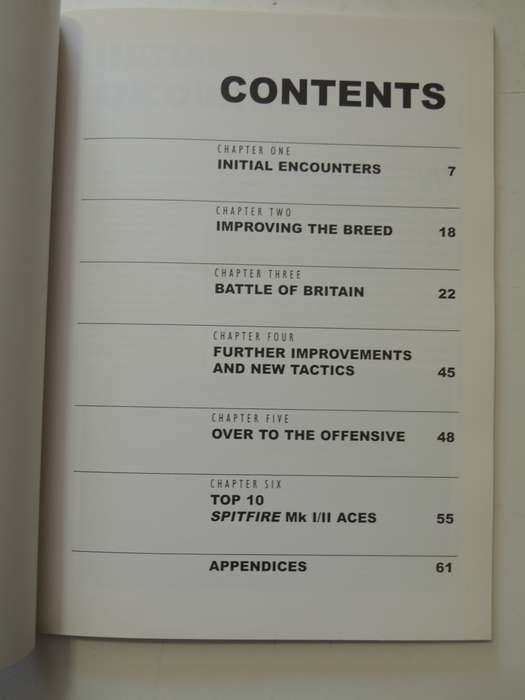 CONTENTS
CHAPTER ONE
INITIAL ENCOUNTERS 7
CHAPTER TWO
IMPROVING THE BREED 18
CHAPTER THREE
BATTLE OF BRITAIN 22
CHAPTER FOUR
FURTHER IMPROVEMENTS
AND NEW TACTICS 45
CHAPTER FIVE
OVER TO THE OFFENSIVE 48
CHAPTER SIX
TOP 10
SPITFIRE Mk I/II ACES 55
APPENDICES 61